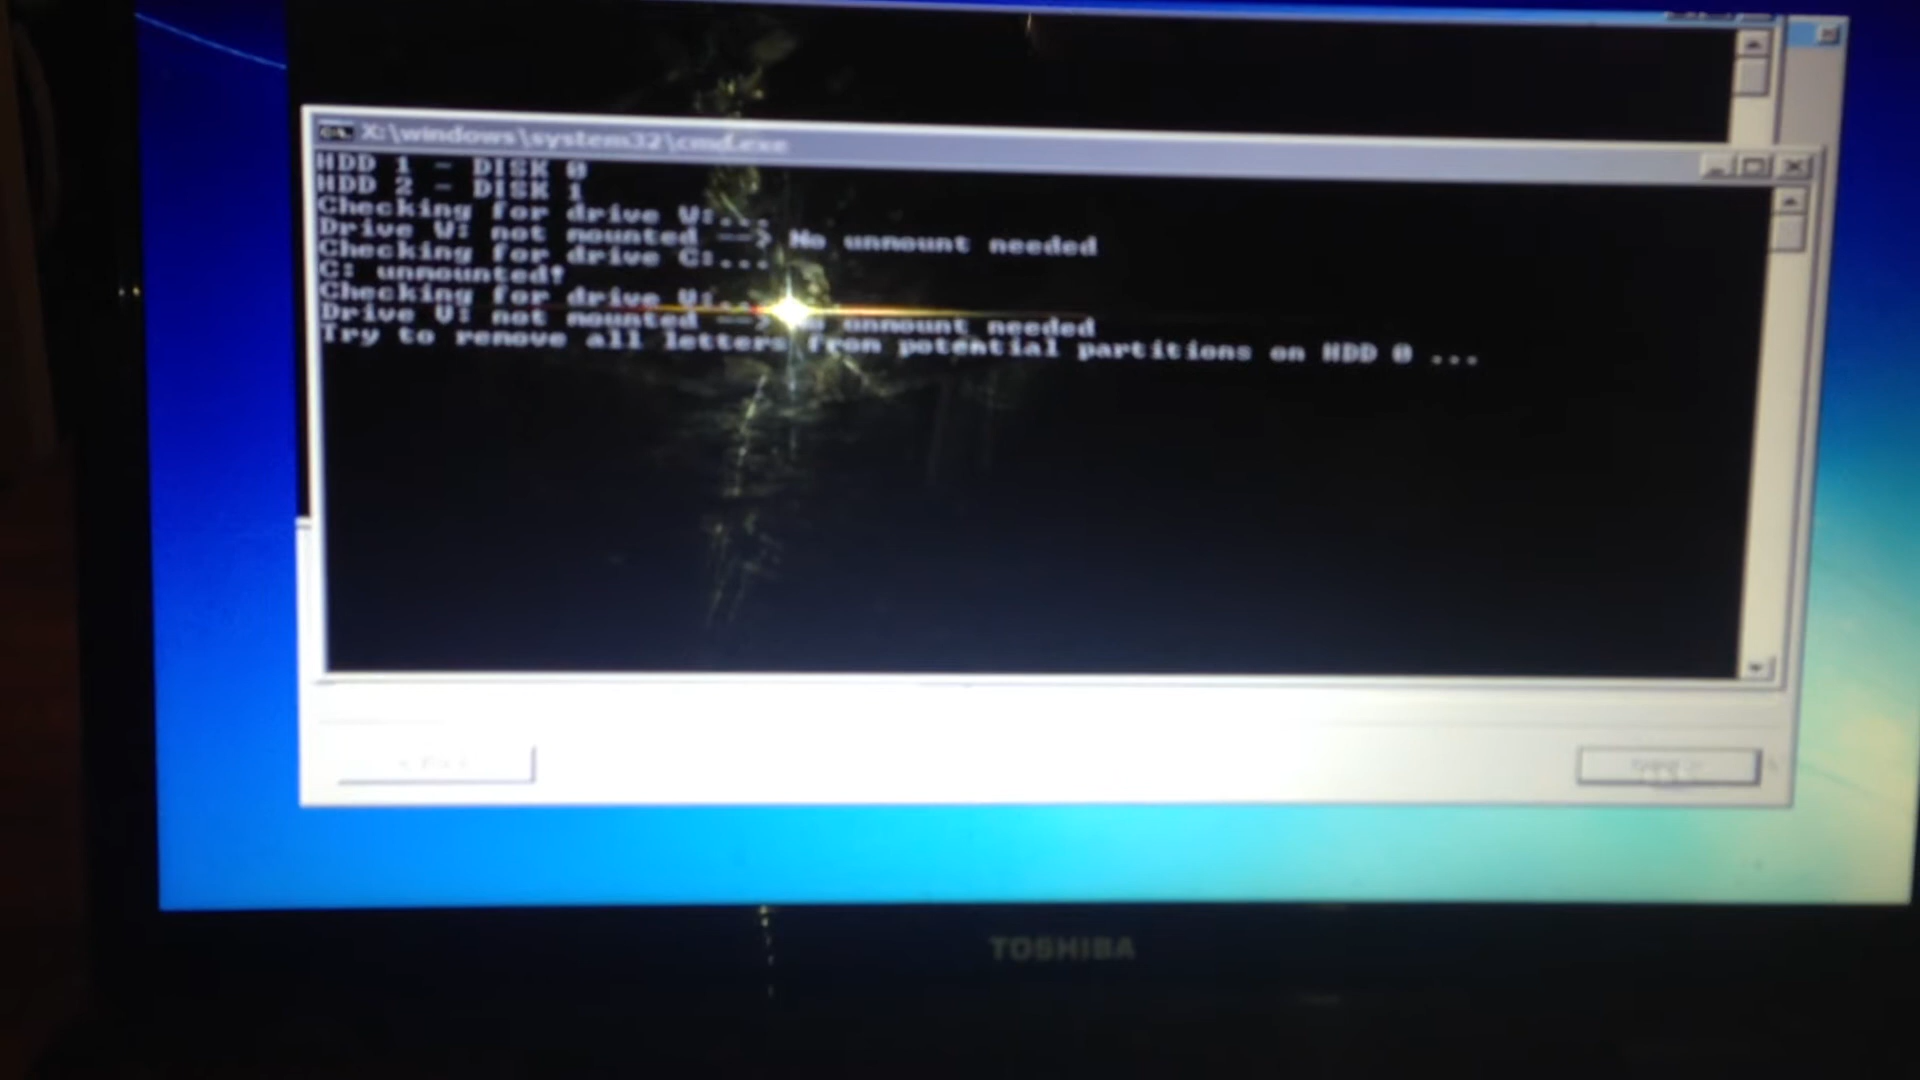 X:\windows\system32\cmd.exe
HDD 1 - DISK 0
HDD 2 - DISK 1
Checking for drive W:...
Drive W: not mounted --> No unmount needed
Checking for drive C:...
C: unmounted!
Checking for drive V:...
Drive V: not mounted --> No unmount needed
Try to remove all letters from potential partitions on HDD 0 ...
TOSHIBA